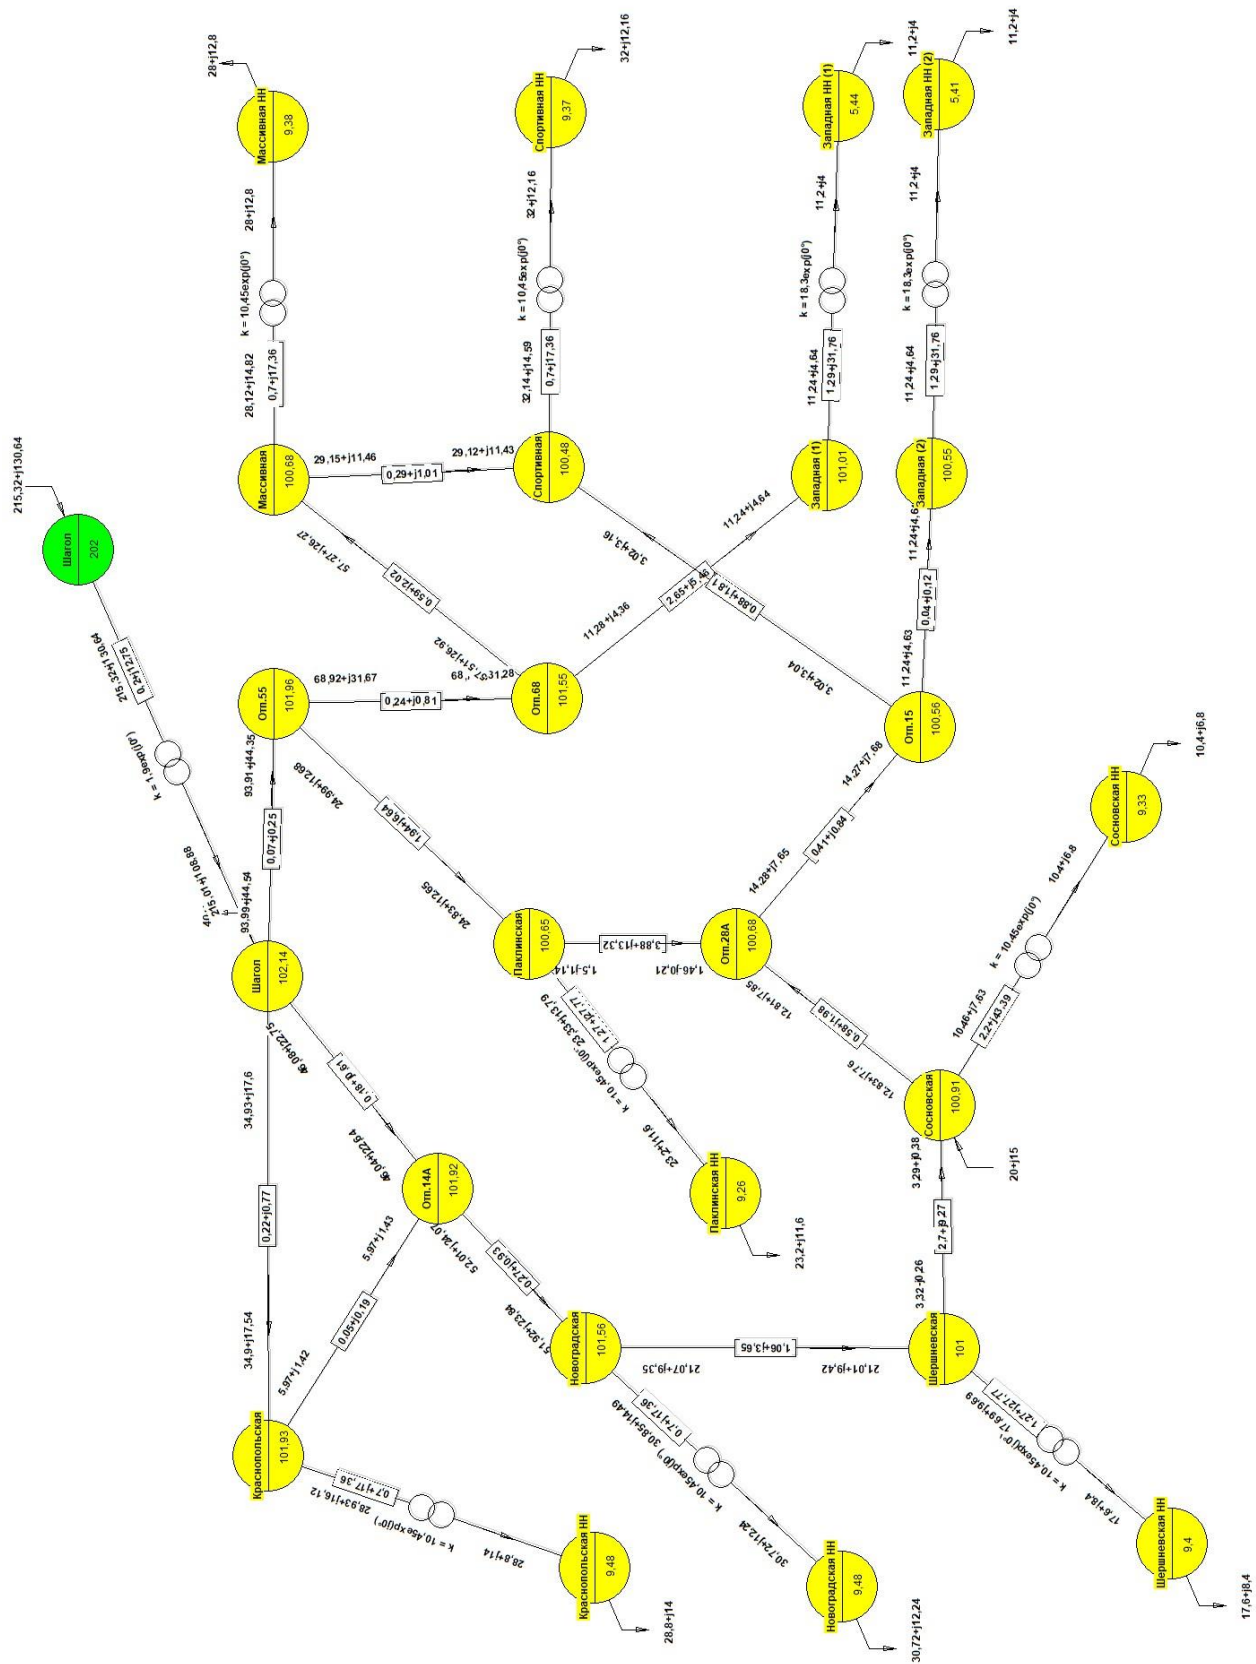 215,32+j130,64
Шагол
202
215,32+j130,64
0,2+j12,75
k = 1,9exp(j0°)
215,01+j108,88
Шагол
102,14
93,99+j44,54
0,07+j0,25
93,91+j44,35
Отп.55
101,96
68,92+j31,67
0,24+j0,81
Отп.68
101,55
57,51+j26,92
0,59+j2,02
57,27+j26,27
Массивная
100,68
28,12+j14,82
0,7+j17,36
k = 10,45exp(j0°)
28+j12,8
Массивная НН
9,38
28+j12,8
29,15+j11,46
0,29+j1,01
29,12+j11,43
Спортивная
100,48
32,14+j14,59
0,7+j17,36
k = 10,45exp(j0°)
32+j12,16
Спортивная НН
9,37
32+j12,16
11,28+j4,36
2,65+j5,46
11,24+j4,64
Западная (1)
101,01
11,24+j4,64
1,29+j31,76
k = 18,3exp(j0°)
11,2+j4
Западная НН (1)
5,44
11,2+j4
3,02+j3,04
0,88+j1,81
3,02+j3,16
Отп.15
100,56
11,24+j4,63
0,04+j0,12
Западная (2)
100,55
11,24+j4,64
1,29+j31,76
k = 18,3exp(j0°)
11,2+j4
Западная НН (2)
5,41
11,2+j4
24,99+j12,68
1,94+j6,64
24,83+j12,65
Паклинская
100,65
1,5-j1,14
3,88+j13,32
1,46-j0,21
Отп.28А
100,68
14,28+j7,65
0,41+j0,84
14,27+j7,68
1,27+j27,77
23,33+j13,79
k = 10,45exp(j0°
23,2+j11,6
Паклинская НН
9,26
23,2+j11,6
12,81+j7,85
0,58+j1,98
12,83+j7,76
Сосновская
100,91
10,46+j7,63
2,2+j43,39
k = 10,45exp(j0°)
10,4+j6,8
Сосновская НН
9,33
10,4+j6,8
20+j15
34,93+j17,6
0,22+j0,77
34,9+j17,54
Краснопольская
101,93
5,97+j1,42
0,05+j0,19
5,97+j1,43
46,08+j22,75
0,18+j0,61
46,04+j22,64
Отп.14А
101,92
52,01+j24,07
0,27+j0,93
51,92+j23,84
Новоградская
101,56
21,07+j9,35
1,06+j3,65
21,01+j9,42
Шершневская
101
3,32-j0,26
2,7+j9,27
3,29+j0,38
0,7+j17,36
28,93+j16,12
k = 10,45exp(j0°)
28,8+j14
Краснопольская НН
9,48
28,8+j14
0,7+j17,36
30,85+j14,49
k = 10,45exp(j0°)
30,72+j12,24
Новоградская НН
9,48
30,72+j12,24
1,27+j27,77
17,69+j9,69
k = 10,45exp(j0°
17,6+j8,4
Шершневская НН
9,4
17,6+j8,4